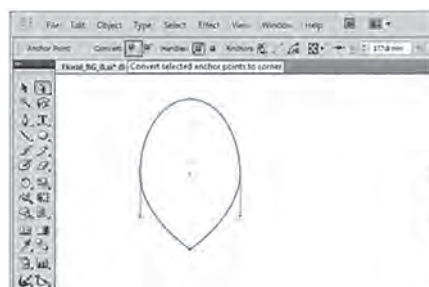 File Edit Object Type Select Effect View Window Help
Anchor Point Convert: Handles: Anchors:
Convert selected anchor points to corner